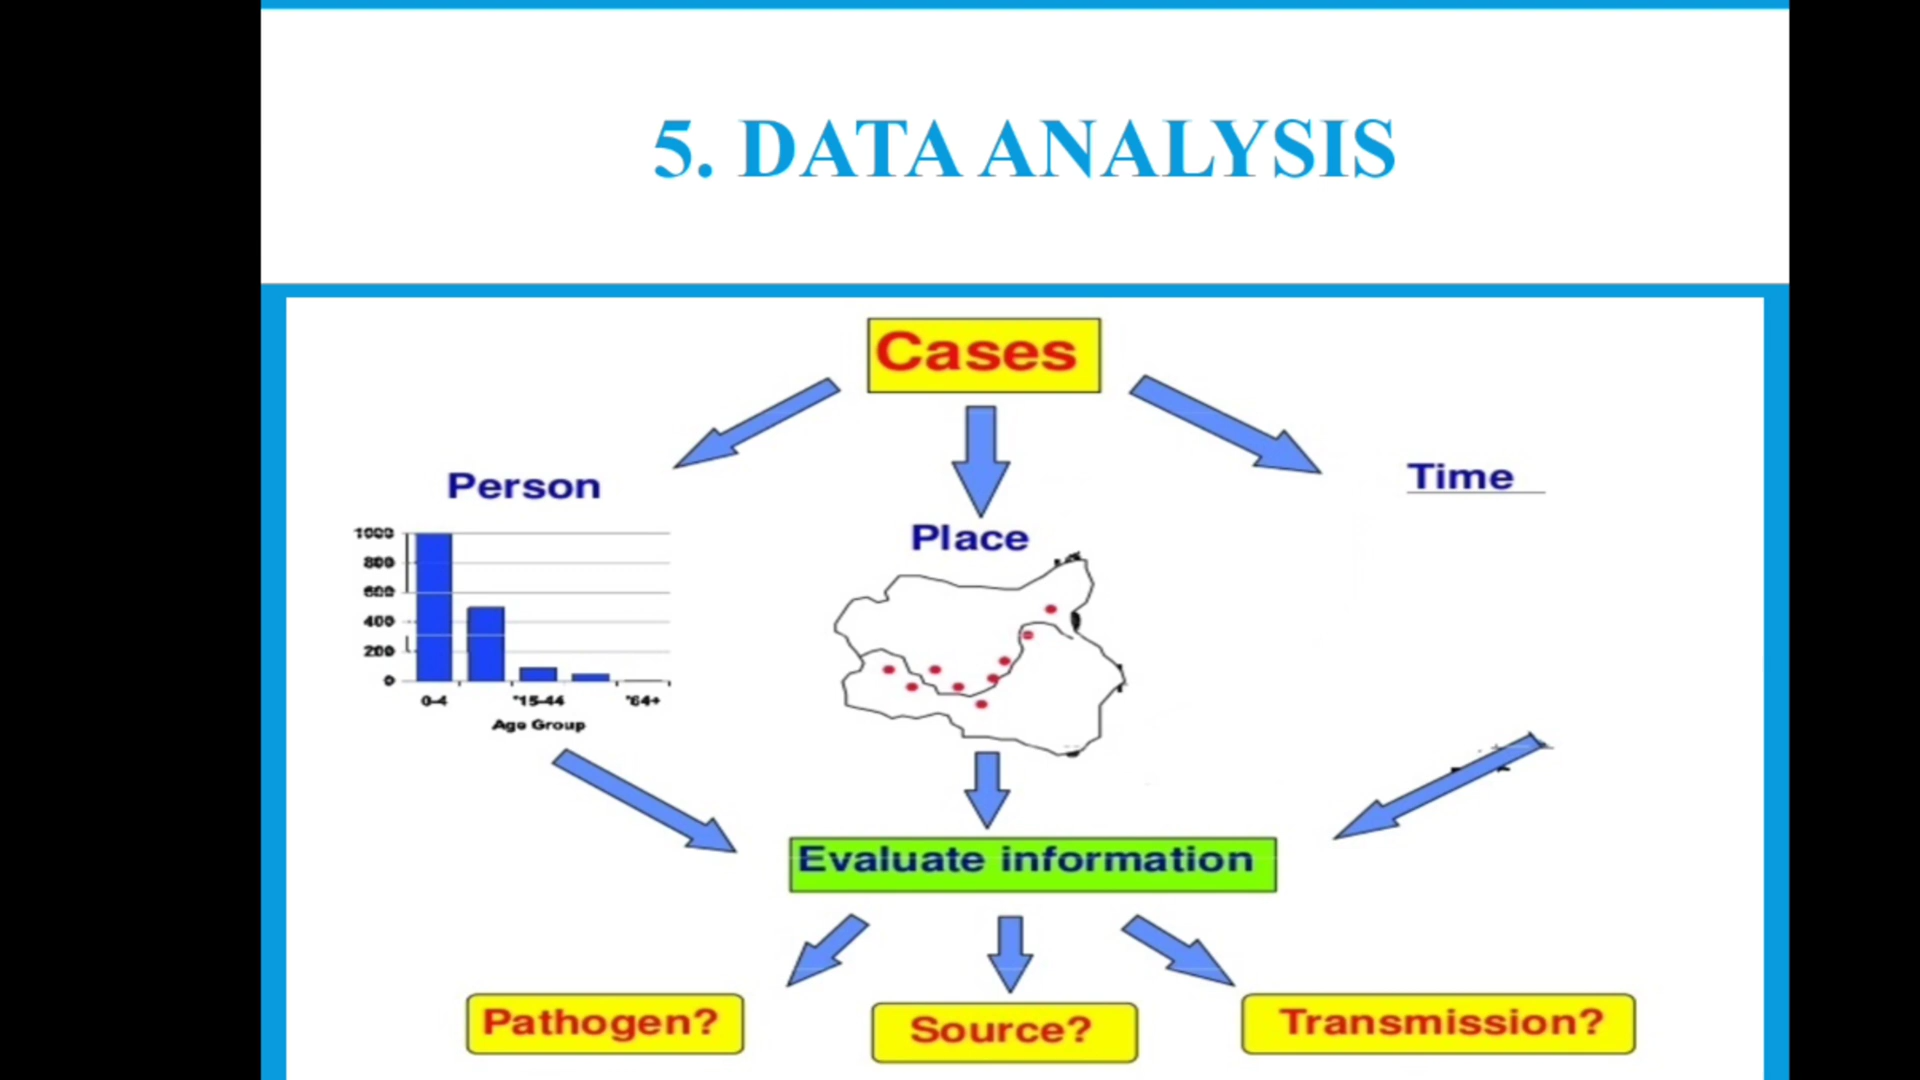 5. DATA ANALYSIS
Cases
Person
Time
Place
1000
800
600
400
200
0
0-4
'15-44
'64+
Age Group
Evaluate information
Pathogen?
Source?
Transmission?